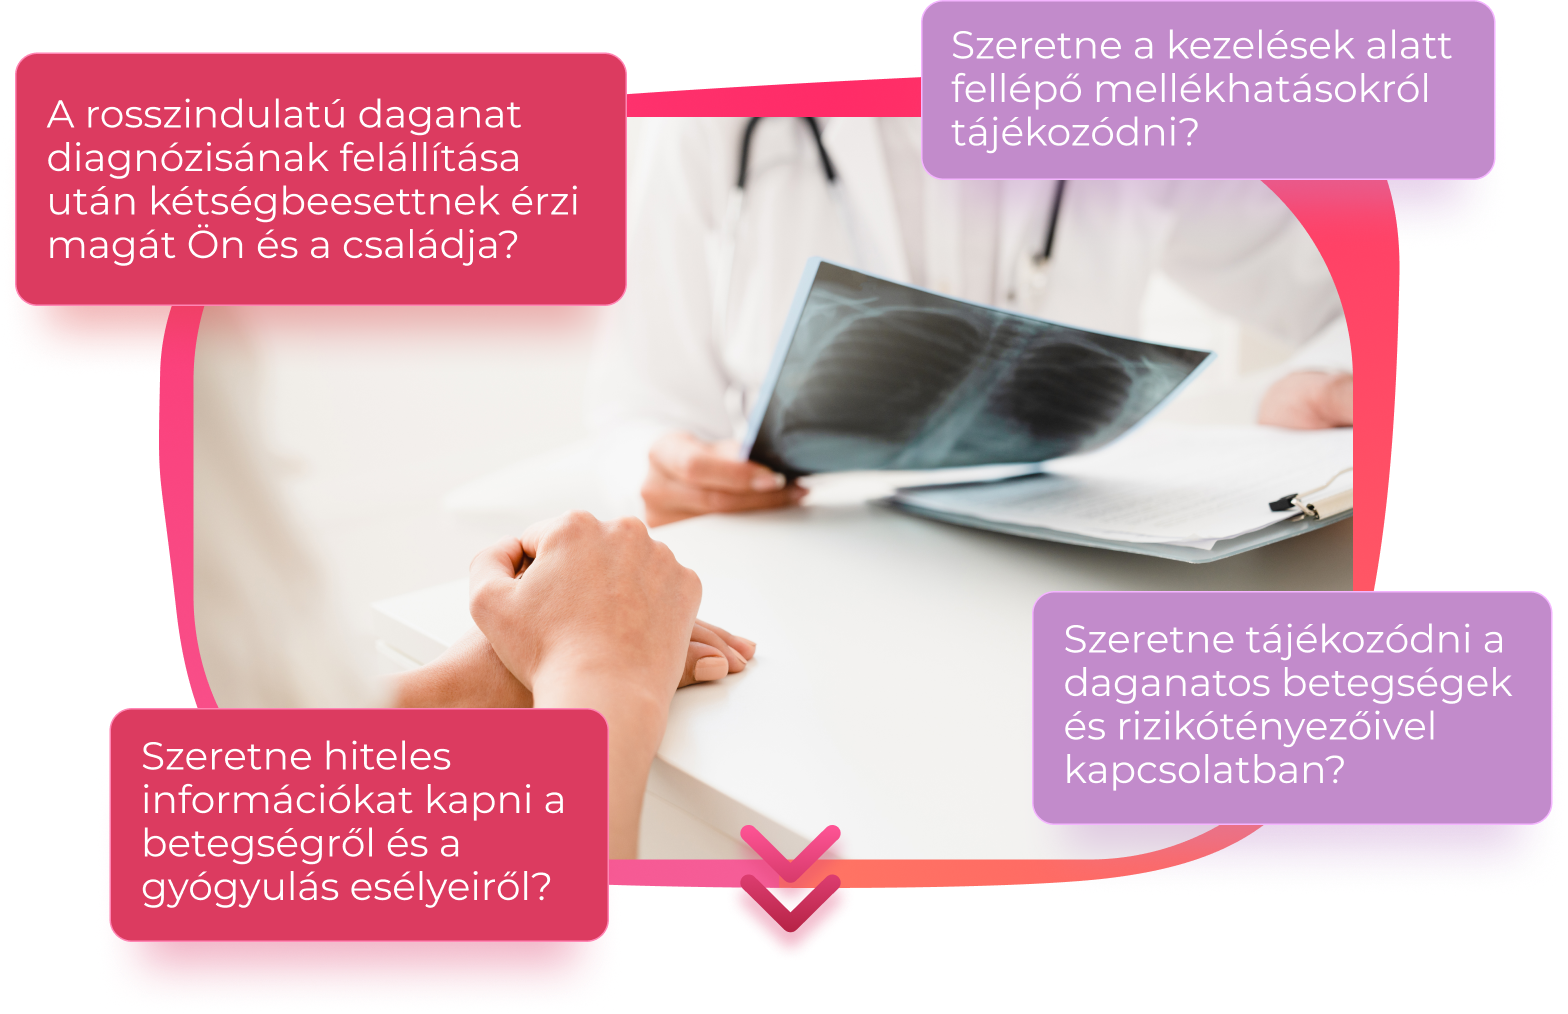 A rosszindulatú daganat
diagnózisának felállítása
után kétségbeesettnek érzi
magát Ön és a családja?
Szeretne a kezelések alatt
fellépő mellékhatásokról
tájékozódni?
Szeretne hiteles
információkat kapni a
betegségről és a
gyógyulás esélyeiről?
Szeretne tájékozódni a
daganatos betegségek
és rizikótényezőivel
kapcsolatban?